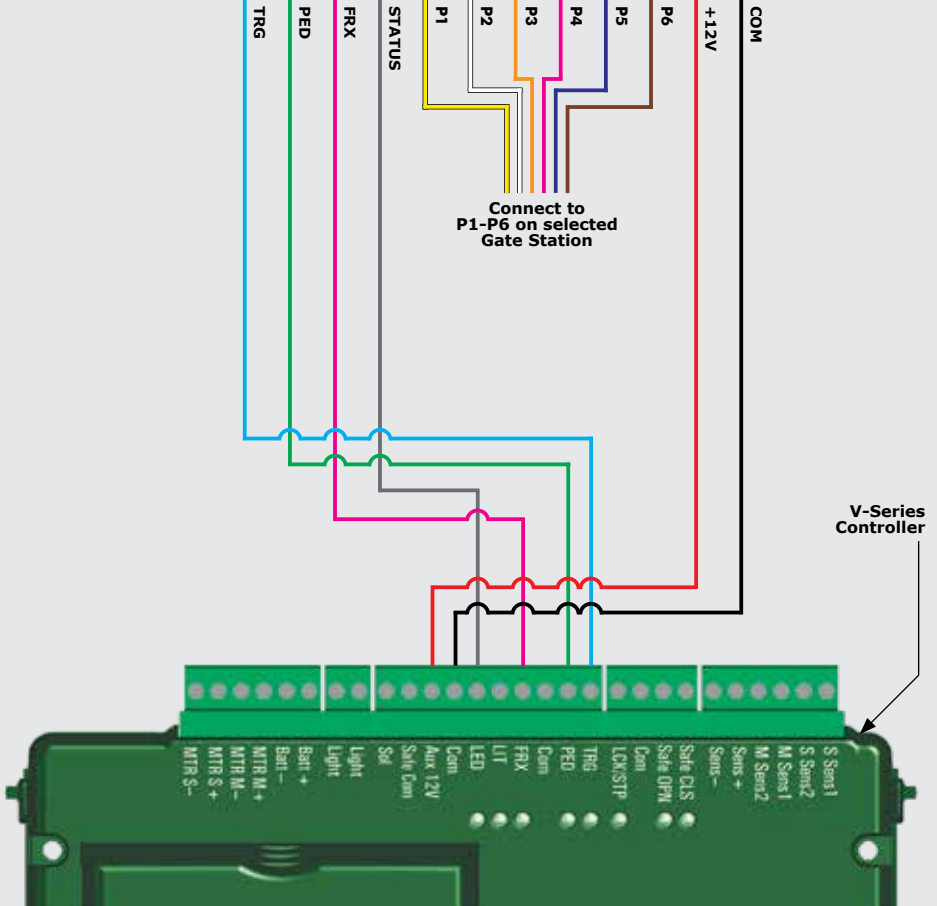 TRG
PED
FRX
STATUS
P1
P2
P3
P4
P5
P6
+12V
COM
Connect to
P1-P6 on selected
Gate Station
V-Series
Controller
MTR S-
MTR S+
MTR M-
MTR M+
Batt -
Batt +
Light
Light
Sol
Safe Com
Aux 12V
Com
LED
LIT
FRX
Com
PED
TRG
LCK/STP
Com
Safe OPN
Safe CLS
Sens-
Sens +
M Sens2
M Sens1
S Sens2
S Sens1